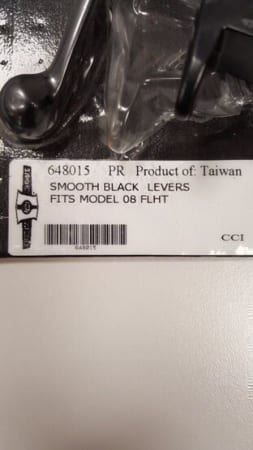 648015 PR Product of: Taiwan
SMOOTH BLACK LEVERS
FITS MODEL 08 FLHT
CCI
648015